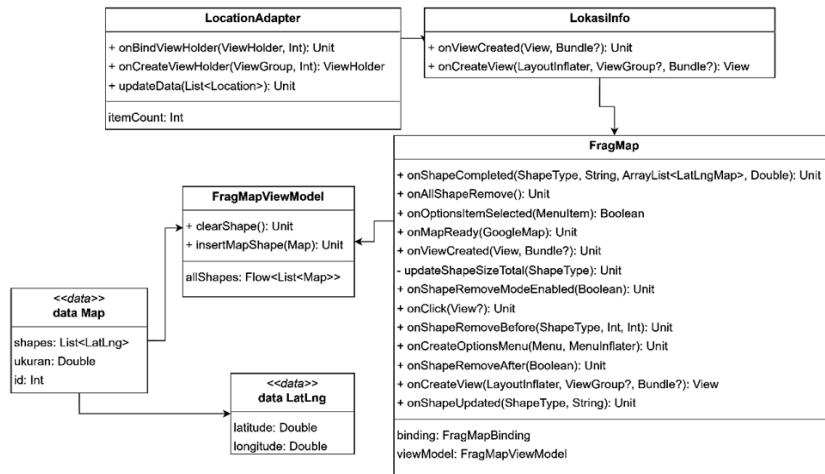 LocationAdapter
+ onBindViewHolder(ViewHolder, Int): Unit
+ onCreateViewHolder(ViewGroup, Int): ViewHolder
+ updateData(List<Location>): Unit
itemCount: Int
LokasiInfo
+ onViewCreated(View, Bundle?): Unit
+ onCreateView(LayoutInflater, ViewGroup?, Bundle?): View
FragMap
+ onShapeCompleted(ShapeType, String, ArrayList<LatLngMap>, Double): Unit
+ onAllShapeRemove(): Unit
+ onOptionsItemSelected(MenuItem): Boolean
+ onMapReady(GoogleMap): Unit
+ onViewCreated(View, Bundle?): Unit
- updateShapeSizeTotal(ShapeType): Unit
+ onShapeRemoveModeEnabled(Boolean): Unit
+ onClick(View?): Unit
+ onShapeRemoveBefore(ShapeType, Int, Int): Unit
+ onCreateOptionsMenu(Menu, MenuInflater): Unit
+ onShapeRemoveAfter(Boolean): Unit
+ onCreateView(LayoutInflater, ViewGroup?, Bundle?): View
+ onShapeUpdated(ShapeType, String): Unit
binding: FragMapBinding
viewModel: FragMapViewModel
FragMapViewModel
+ clearShape(): Unit
+ insertMapShape(Map): Unit
allShapes: Flow<List<Map>>
<<data>>
data Map
shapes: List<LatLng>
ukuran: Double
id: Int
<<data>>
data LatLng
latitude: Double
longitude: Double